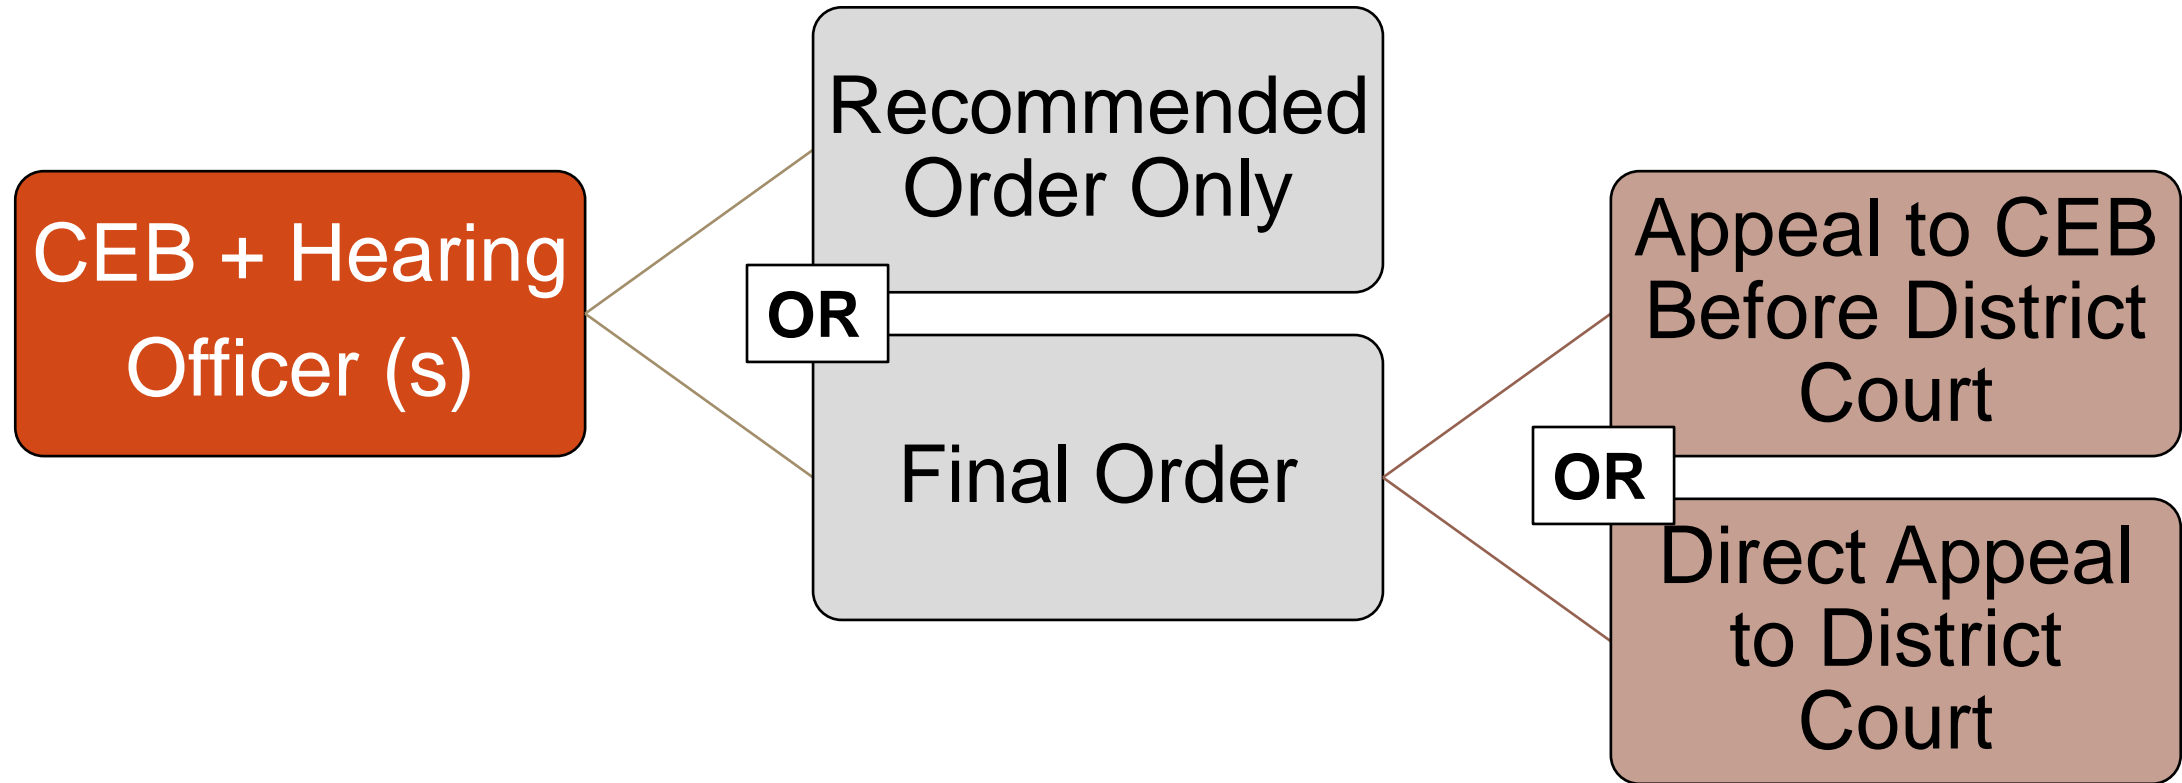 CEB + Hearing
Officer (s)
Recommended
Order Only
OR
Final Order
Appeal to CEB
Before District
Court
OR
Direct Appeal
to District
Court